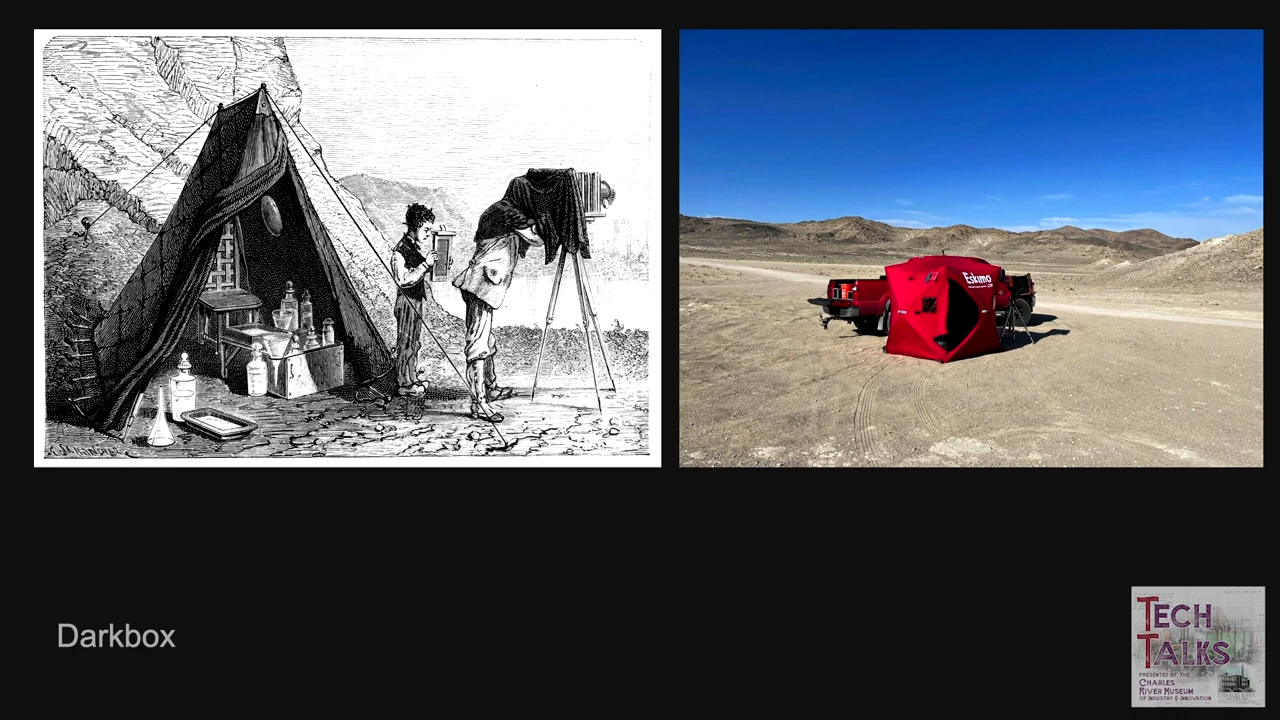 Eskimo
Darkbox
TECH
TALKS
PRESENTED BY THE
CHARLES
RIVER MUSEUM
OF INDUSTRY & INNOVATION